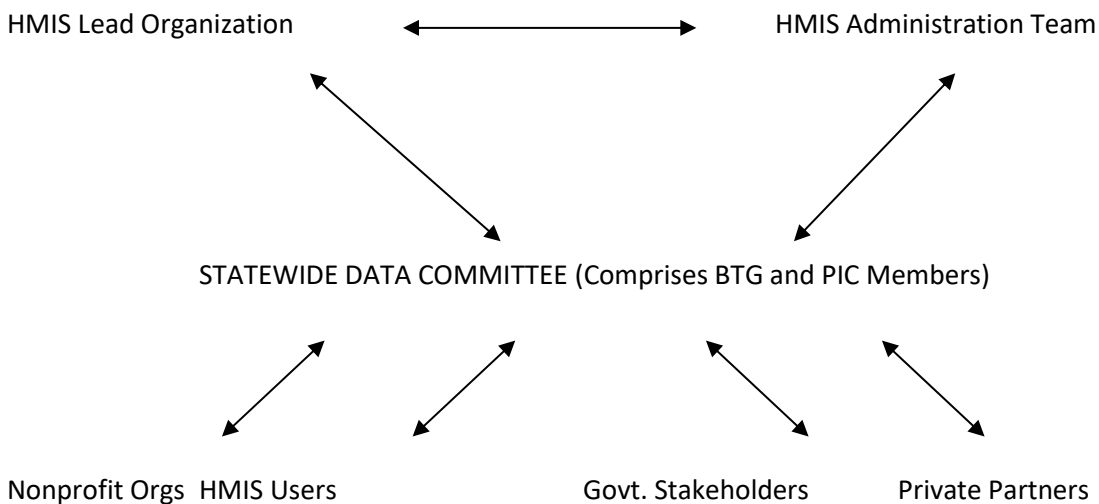 HMIS Lead Organization HMIS Administration Team
STATEWIDE DATA COMMITTEE (Comprises BTG and PIC Members)
Nonprofit Orgs HMIS Users Govt. Stakeholders Private Partners